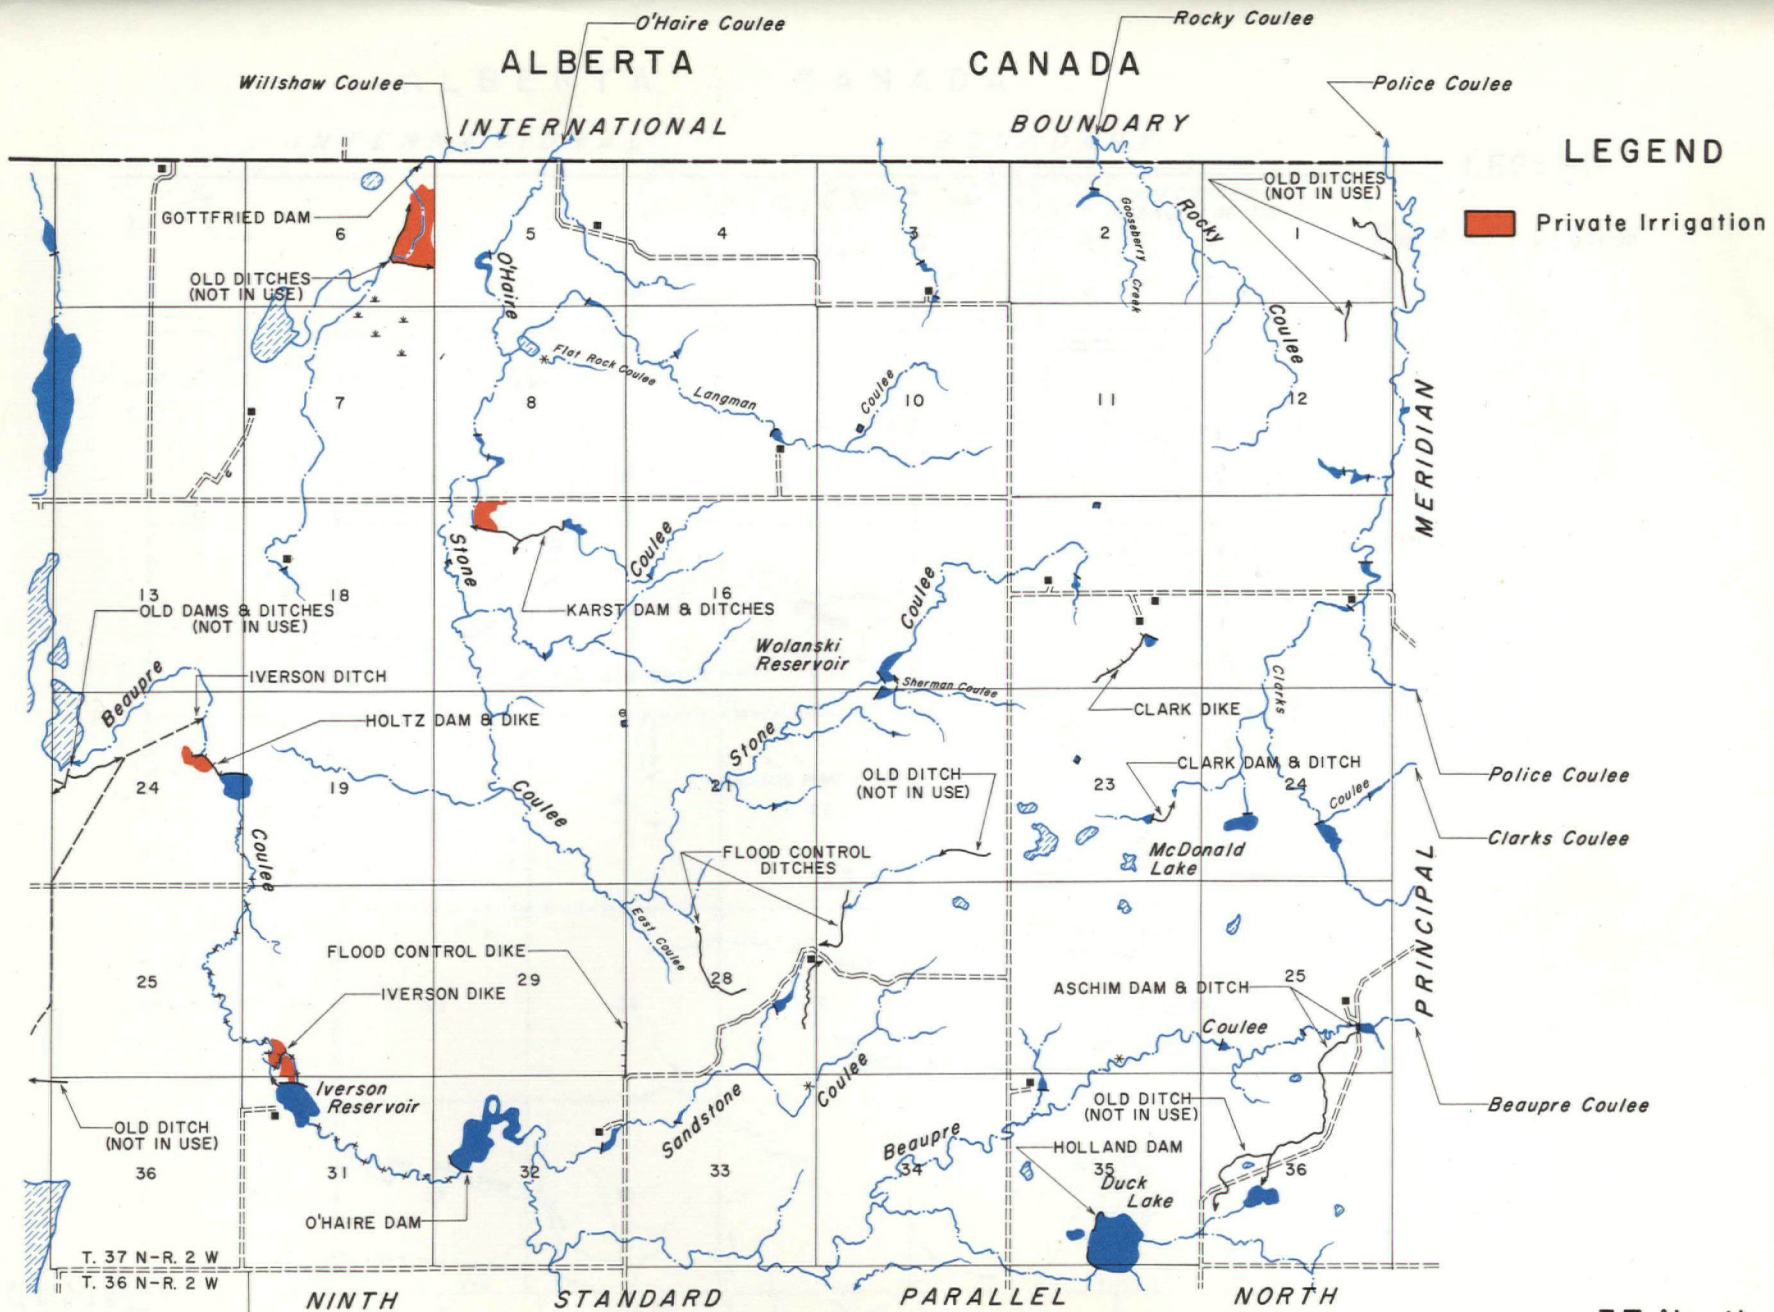 O'Haire Coulee
Rocky Coulee
ALBERTA CANADA
Willshaw Coulee
Police Coulee
INTERNATIONAL BOUNDARY
LEGEND
Private Irrigation
OLD DITCHES
(NOT IN USE)
GOTTFRIED DAM
6
5
4
3
2
1
Gooseberry
Creek
Rocky
Coulee
OLD DITCHES
(NOT IN USE)
O'Haire
Flat Rock Coulee
Langman
Coulee
7
8
10
11
12
MERIDIAN
Stone
Coulee
13
18
16
OLD DAMS & DITCHES
(NOT IN USE)
KARST DAM & DITCHES
Coulee
Wolanski
Reservoir
Sherman Coulee
Clarks
Beaupre
IVERSON DITCH
HOLTZ DAM & DIKE
CLARK DIKE
Stone
CLARK DAM & DITCH
Police Coulee
24
19
Coulee
21
OLD DITCH
(NOT IN USE)
23
24
Coulee
Coulee
FLOOD CONTROL
DITCHES
McDonald
Lake
Clarks Coulee
PRINCIPAL
East Coulee
FLOOD CONTROL DIKE
25
29
28
25
IVERSON DIKE
ASCHIM DAM & DITCH
Coulee
Iverson
Reservoir
Coulee
Sandstone
OLD DITCH
(NOT IN USE)
Beaupre Coulee
OLD DITCH
(NOT IN USE)
Beaupre
HOLLAND DAM
36
31
32
33
34
35
36
Duck
Lake
O'HAIRE DAM
T. 37 N-R. 2 W
T. 36 N-R. 2 W
NINTH STANDARD PARALLEL NORTH